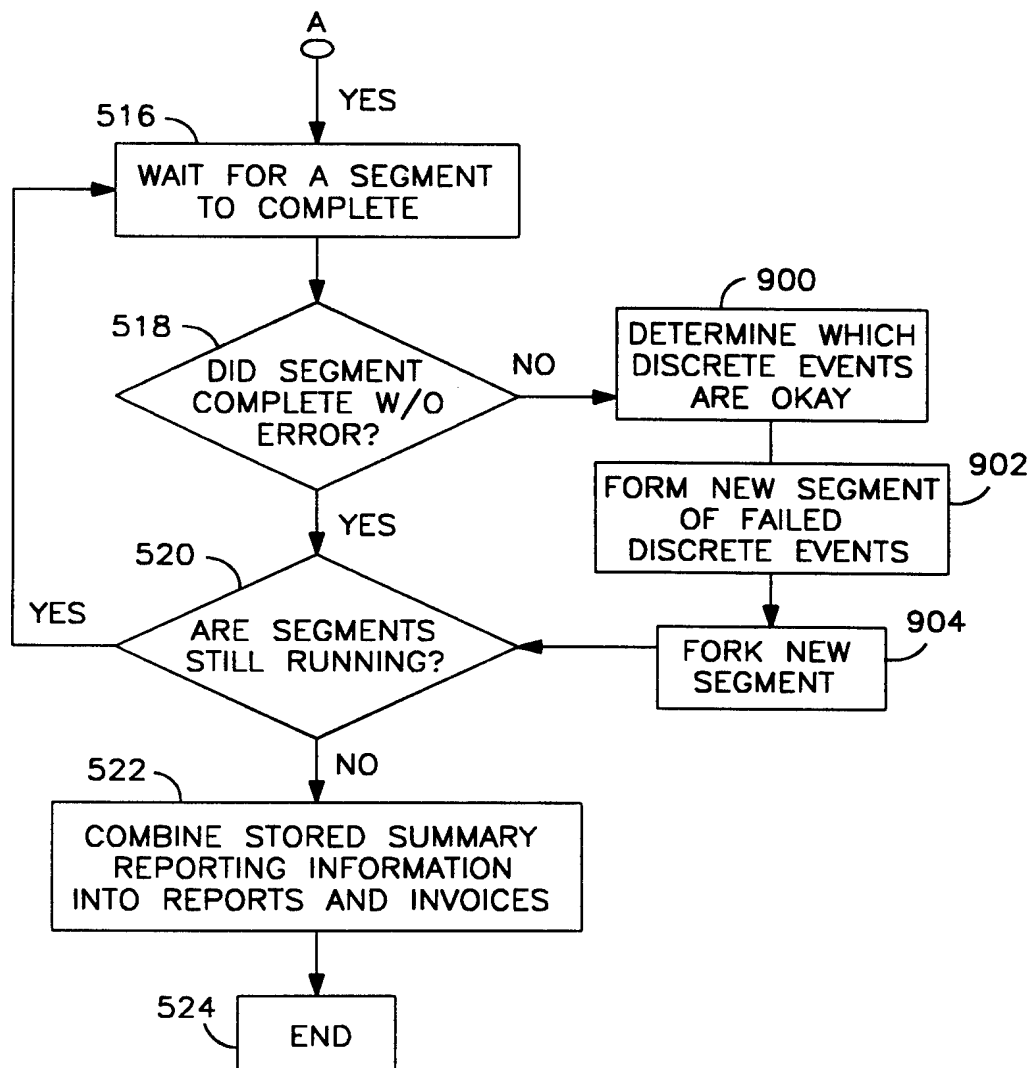 A
YES
516
WAIT FOR A SEGMENT
TO COMPLETE
518
DID SEGMENT
COMPLETE W/O
ERROR?
NO
900
DETERMINE WHICH
DISCRETE EVENTS
ARE OKAY
902
FORM NEW SEGMENT
OF FAILED
DISCRETE EVENTS
YES
520
YES
ARE SEGMENTS
STILL RUNNING?
904
FORK NEW
SEGMENT
NO
522
COMBINE STORED SUMMARY
REPORTING INFORMATION
INTO REPORTS AND INVOICES
524
END